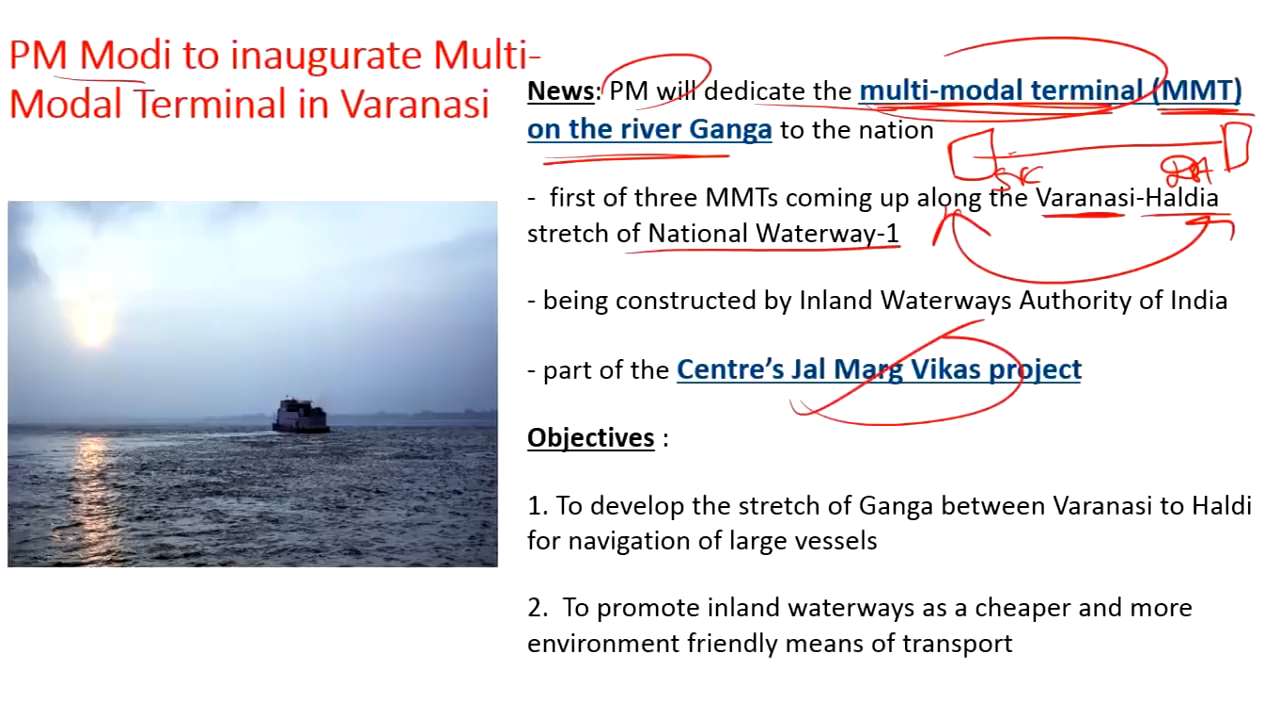 PM Modi to inaugurate Multi-
Modal Terminal in Varanasi
News: PM will dedicate the multi-modal terminal (MMT)
on the river Ganga to the nation
- first of three MMTs coming up along the Varanasi-Haldia
stretch of National Waterway-1
- being constructed by Inland Waterways Authority of India
- part of the Centre’s Jal Marg Vikas project
Objectives :
1. To develop the stretch of Ganga between Varanasi to Haldi
for navigation of large vessels
2. To promote inland waterways as a cheaper and more
environment friendly means of transport